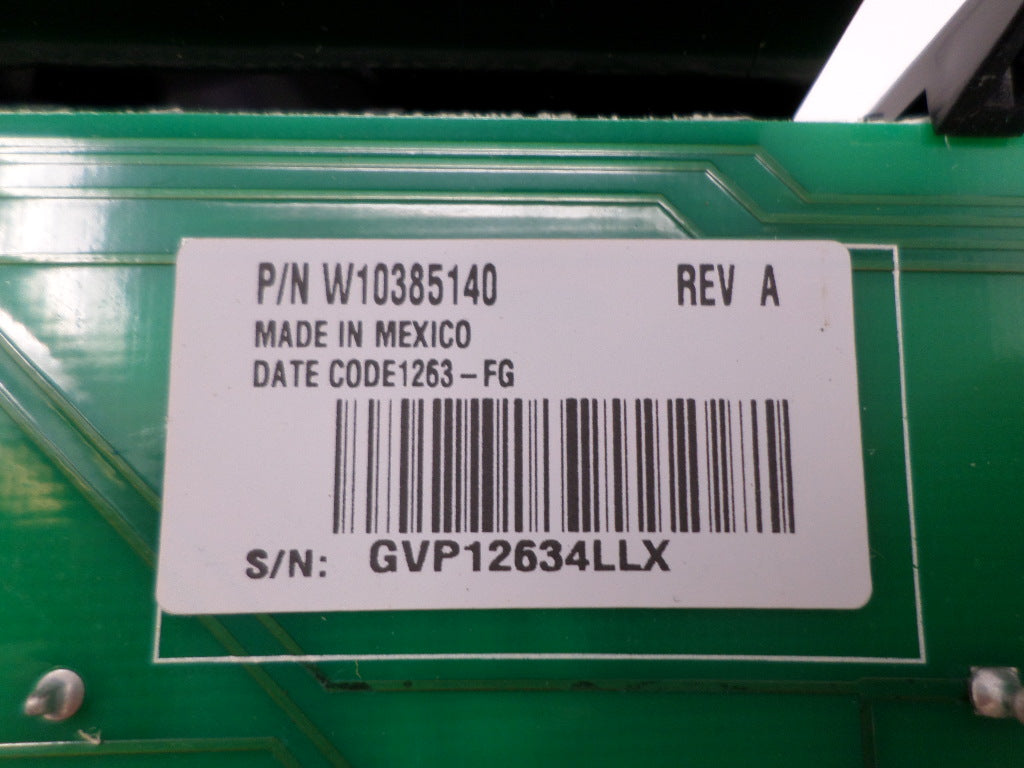 P/N W10385140 REV A
MADE IN MEXICO
DATE CODE1263-FG
S/N: GVP12634LLX